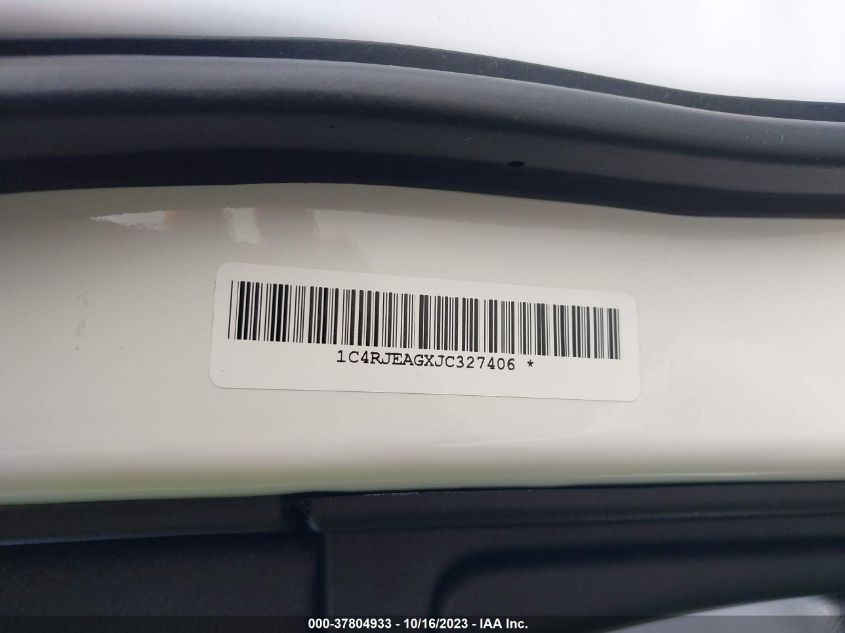 1C4RJEAGXJC327406 *
000-37804933 - 10/16/2023 - IAA Inc.